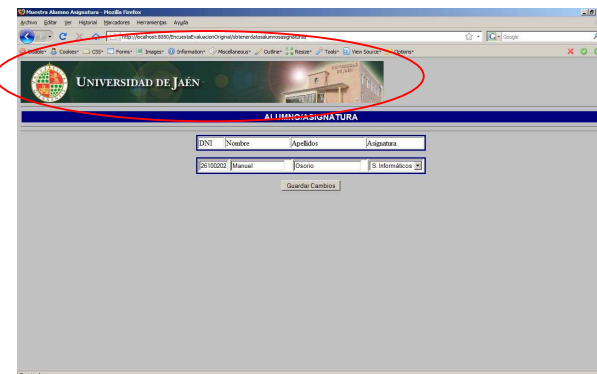 Muestra Alumno Asignatura - Mozilla Firefox
Archivo Editar Ver Historial Marcadores Herramientas Ayuda
Google
Cookies CSS Forms Images Information Miscellaneous Outline Resize Tools View Source Options
UNIVERSIDAD DE JAÉN
ALUMNO/ASIGNATURA
DNI Nombre Apellidos Asignatura
26100202 Manuel Osorio S. Informáticos
Guardar Cambios